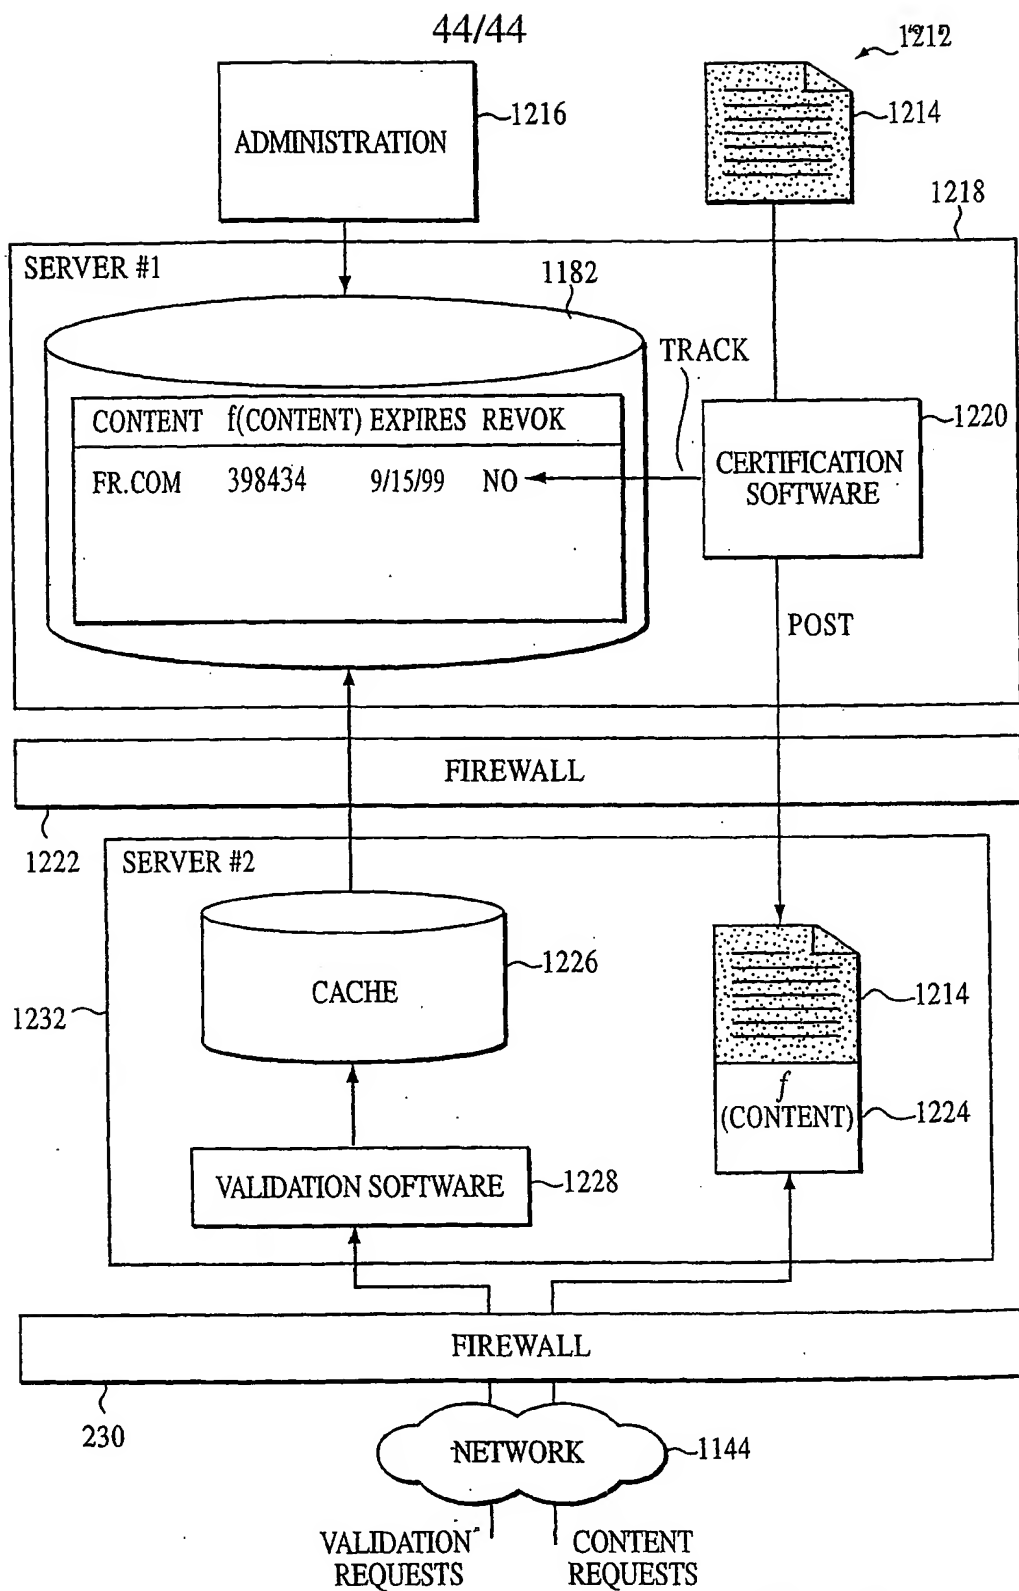 44/44
1212
ADMINISTRATION
1216
1214
1218
SERVER #1
1182
TRACK
CONTENT f(CONTENT) EXPIRES REVOK
FR.COM 398434 9/15/99 NO
CERTIFICATION
SOFTWARE
1220
POST
FIREWALL
1222
SERVER #2
CACHE
1226
1214
1232
f
(CONTENT)
1224
VALIDATION SOFTWARE
1228
FIREWALL
230
NETWORK
1144
VALIDATION
REQUESTS
CONTENT
REQUESTS